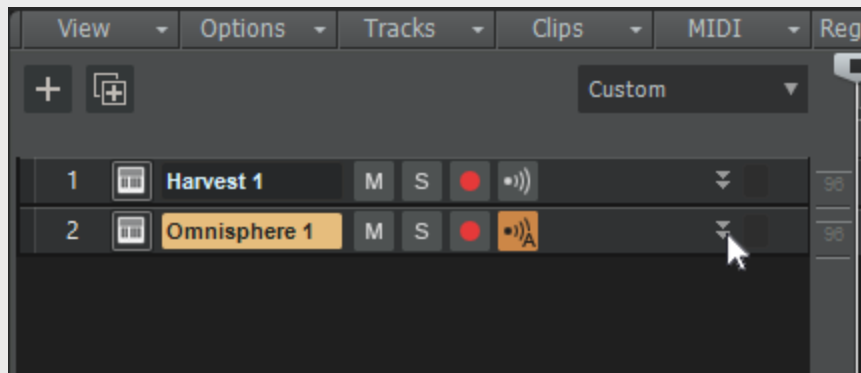 View Options Tracks Clips MIDI Reg
Custom
1 Harvest 1 M S 96
2 Omnisphere 1 M S A 96